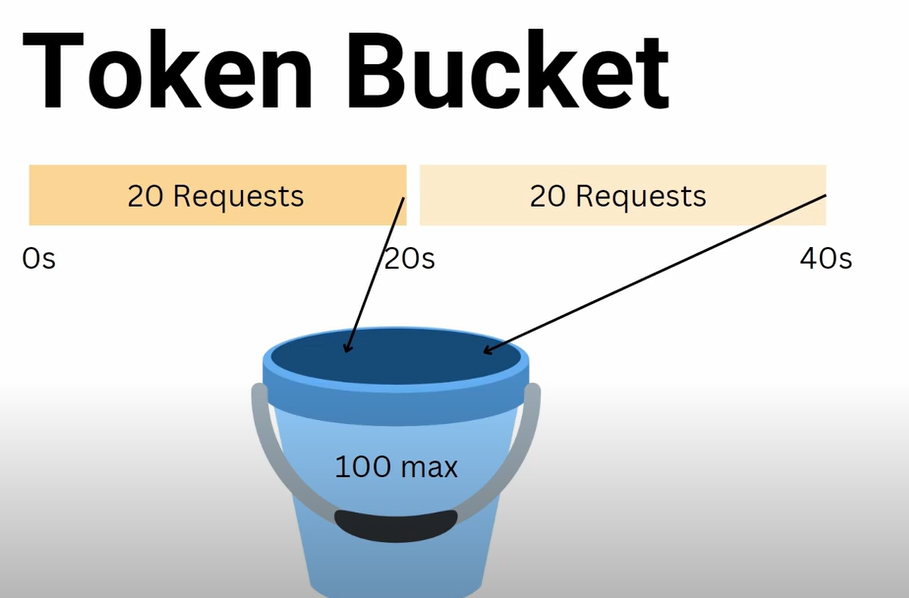 Token Bucket
20 Requests 20 Requests
0s 20s 40s
100 max